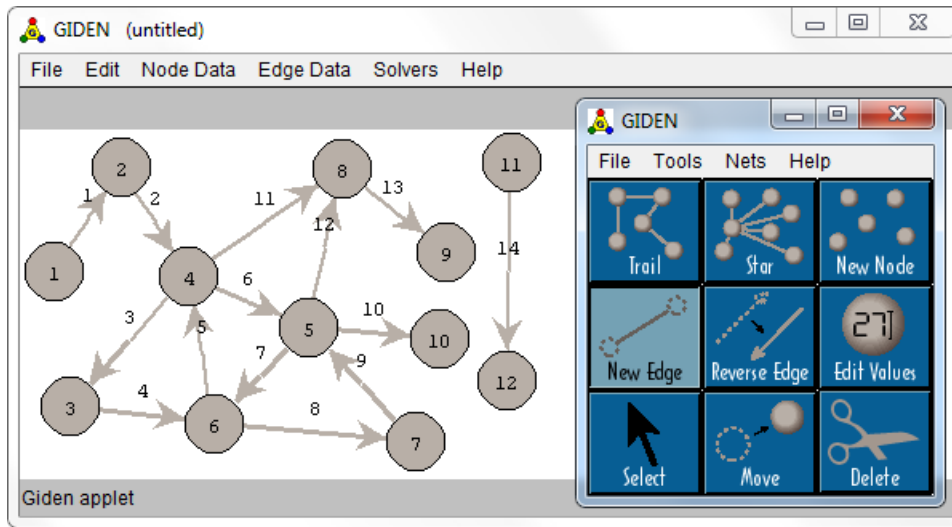 GIDEN (untitled)
File Edit Node Data Edge Data Solvers Help
GIDEN
File Tools Nets Help
Trail Star New Node
New Edge Reverse Edge 27 Edit Values
Select Move Delete
2 8 11
1 2 11 13
12
1 4 9 14
6
3 5 5 10 10
7 9 12
3 4 8
6 7
Giden applet
G
G